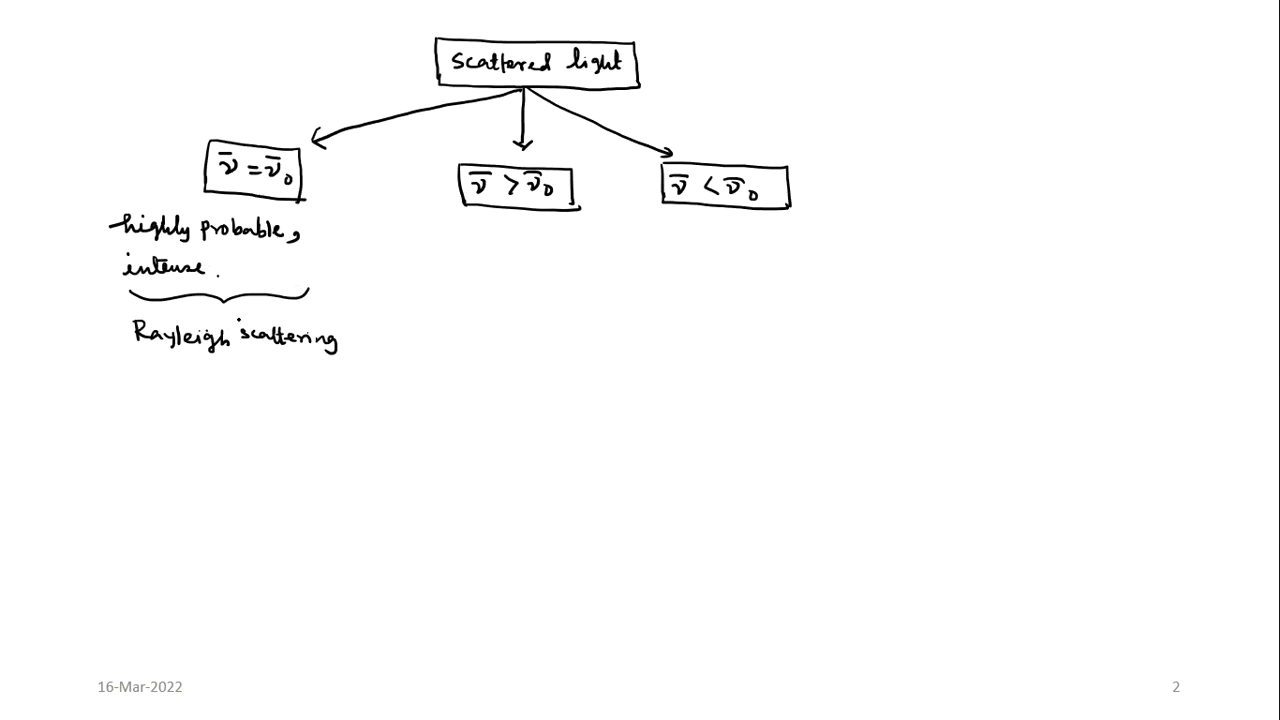 scattered light
ν̅ = ν̅₀
ν̅ > ν̅₀
ν̅ < ν̅₀
highly probable,
intense.
Rayleigh scattering
16-Mar-2022
2